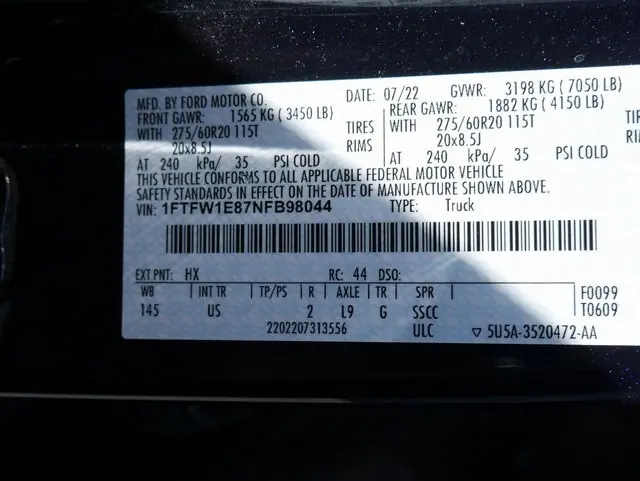 MFD. BY FORD MOTOR CO. DATE: 07/22 GVWR: 3198 KG ( 7050 LB)
FRONT GAWR: 1565 KG ( 3450 LB) REAR GAWR: 1882 KG ( 4150 LB)
WITH 275/60R20 115T TIRES WITH 275/60R20 115T TIRE
20x8.5J RIMS 20x8.5J RIMS
AT 240 kPa/ 35 PSI COLD AT 240 kPa/ 35 PSI COLD
THIS VEHICLE CONFORMS TO ALL APPLICABLE FEDERAL MOTOR VEHICLE
SAFETY STANDARDS IN EFFECT ON THE DATE OF MANUFACTURE SHOWN ABOVE.
VIN: 1FTFW1E87NFB98044 TYPE: Truck
EXT PNT: HX RC: 44 DSO:
WB | INT TR | TP/PS | R | AXLE | TR | SPR | F0099
145 US 2 L9 G SSCC T0609
2202207313556 ULC ▽ 5U5A-3520472-AA